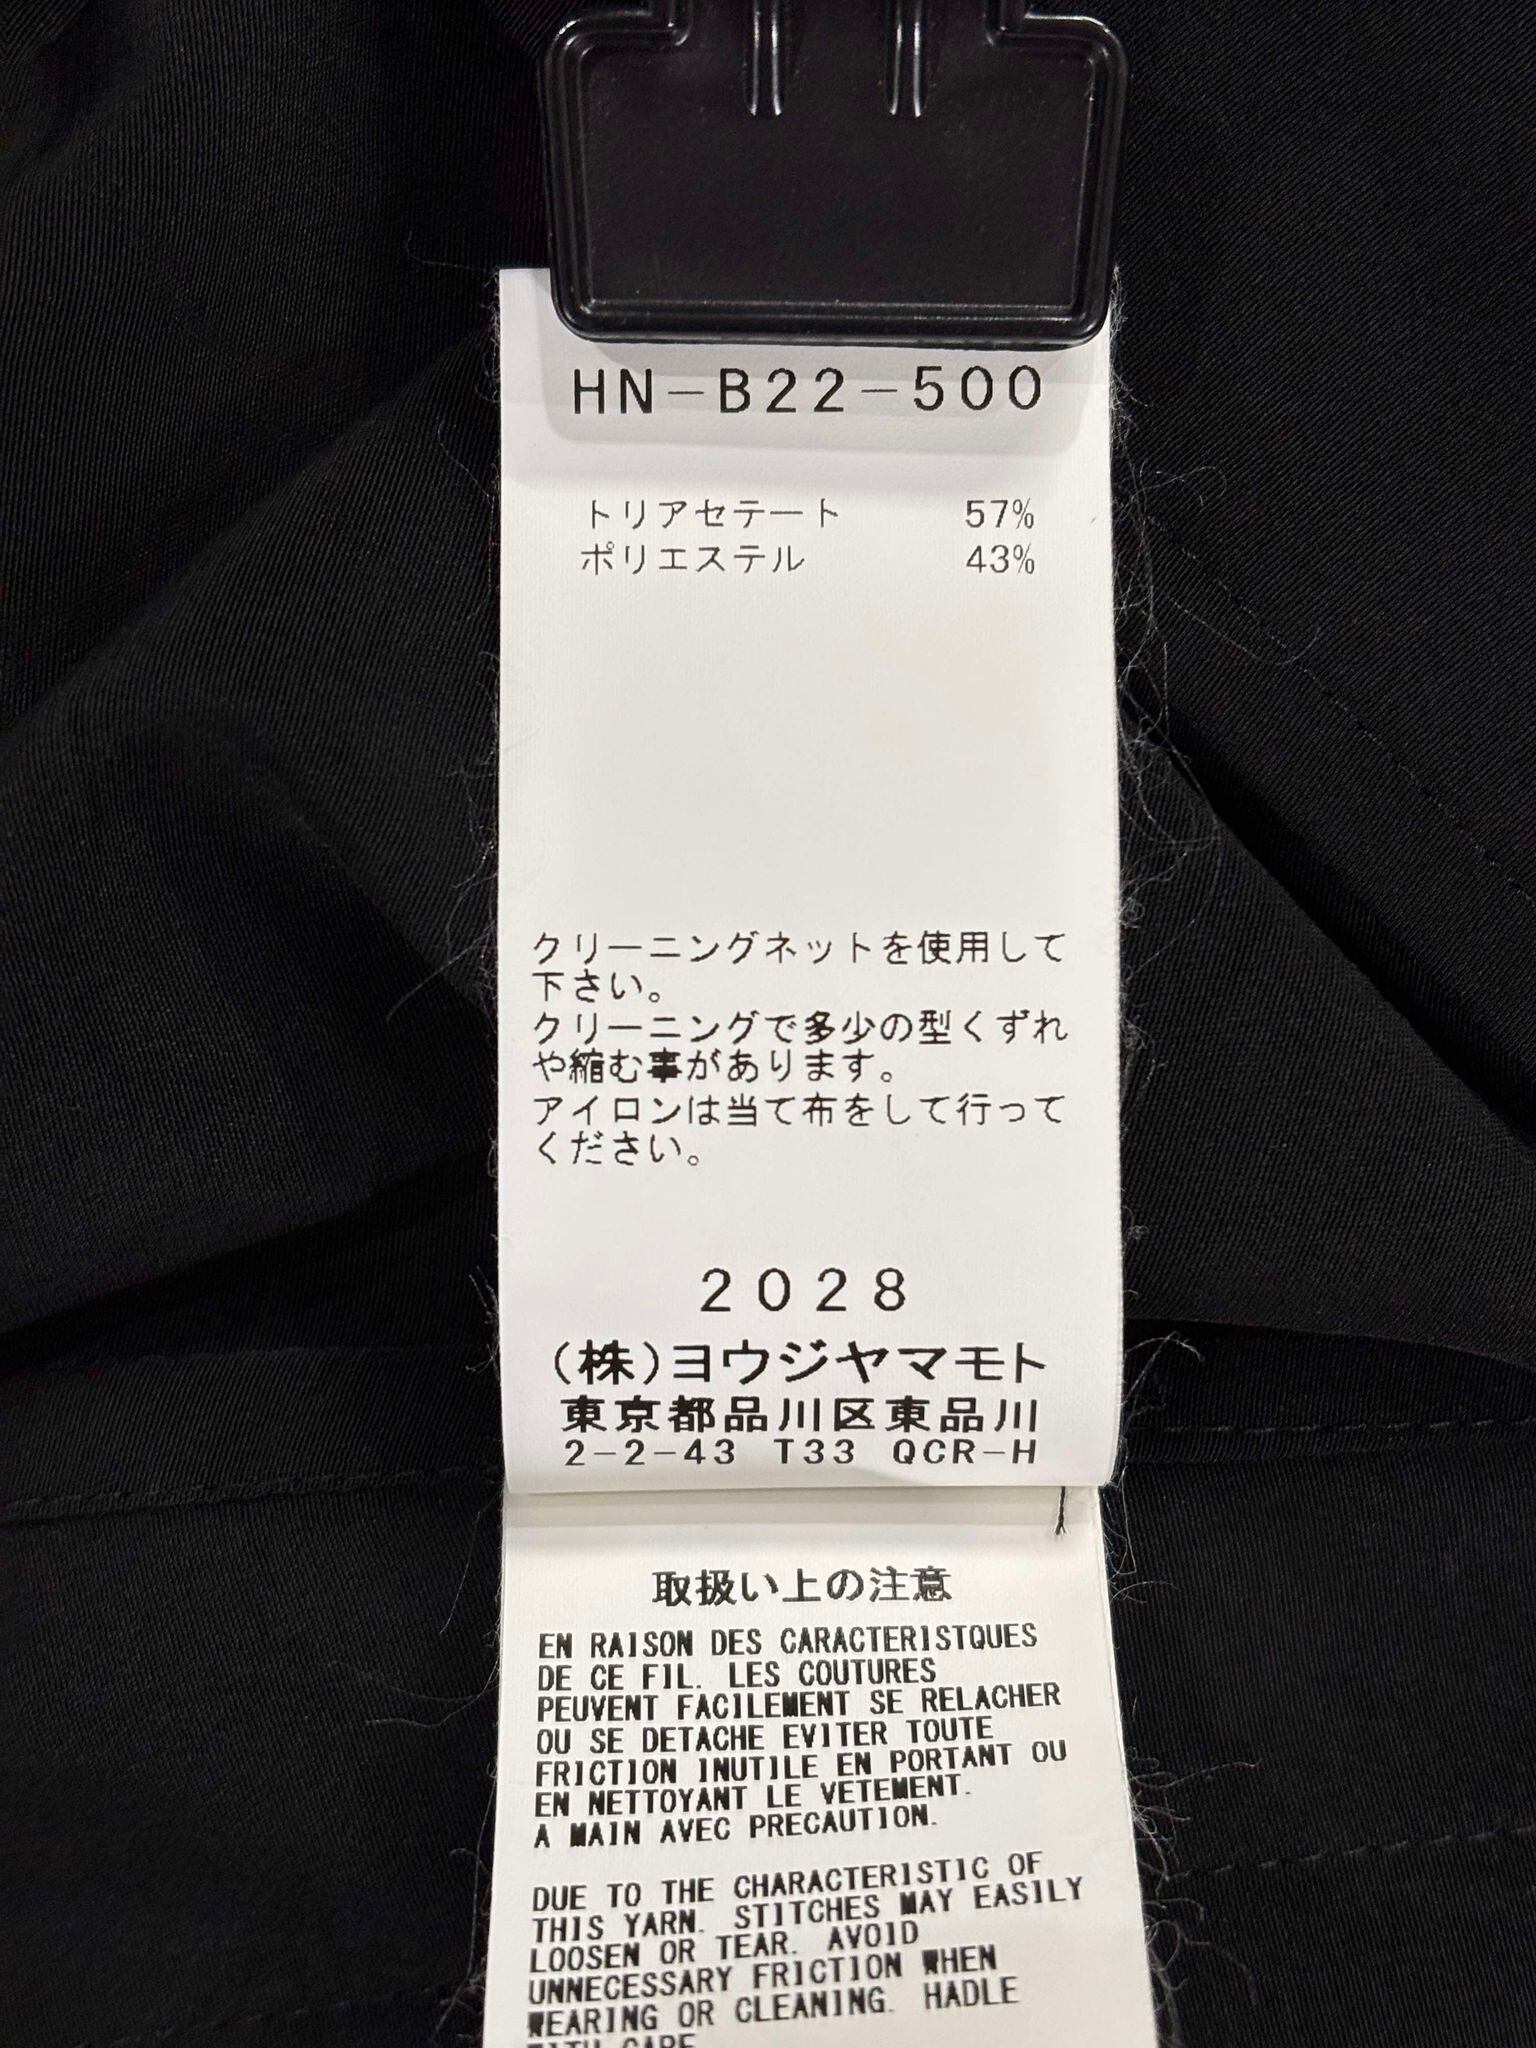 HN-B22-500
トリアセテート 57%
ポリエステル 43%
クリーニングネットを使用して
下さい。
クリーニングで多少の型くずれ
や縮む事があります。
アイロンは当て布をして行って
ください。
2028
(株)ヨウジヤマモト
東京都品川区東品川
2-2-43 T33 QCR-H
取扱い上の注意
EN RAISON DES CARACTERISTQUES
DE CE FIL. LES COUTURES
PEUVENT FACILEMENT SE RELACHER
OU SE DETACHE EVITER TOUTE
FRICTION INUTILE EN PORTANT OU
EN NETTOYANT LE VETEMENT.
A MAIN AVEC PRECAUTION.
DUE TO THE CHARACTERISTIC OF
THIS YARN. STITCHES MAY EASILY
LOOSEN OR TEAR. AVOID
UNNECESSARY FRICTION WHEN
WEARING OR CLEANING. HADLE
WITH CARE